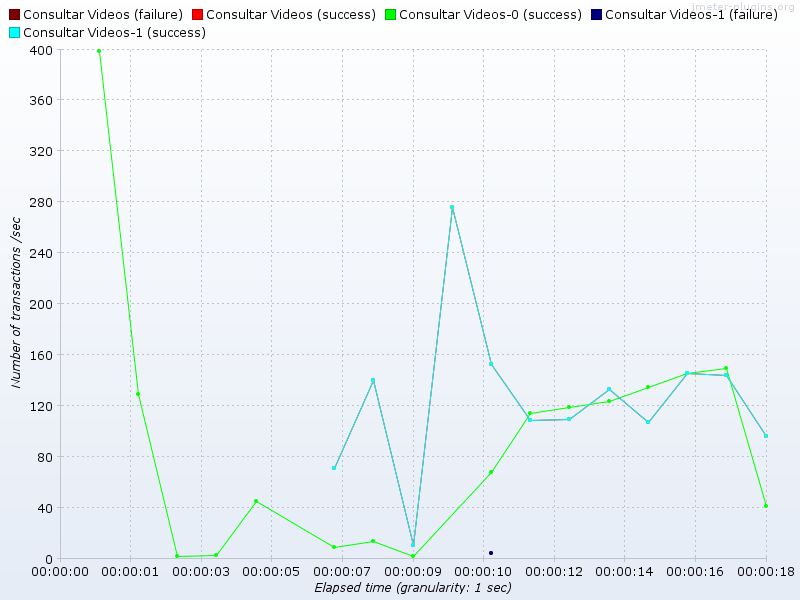 jmeter-plugins.org
Consultar Videos (failure) Consultar Videos (success) Consultar Videos-0 (success) Consultar Videos-1 (failure)
Consultar Videos-1 (success)
Number of transactions /sec
400
360
320
280
240
200
160
120
80
40
0
00:00:00 00:00:01 00:00:03 00:00:05 00:00:07 00:00:09 00:00:10 00:00:12 00:00:14 00:00:16 00:00:18
Elapsed time (granularity: 1 sec)